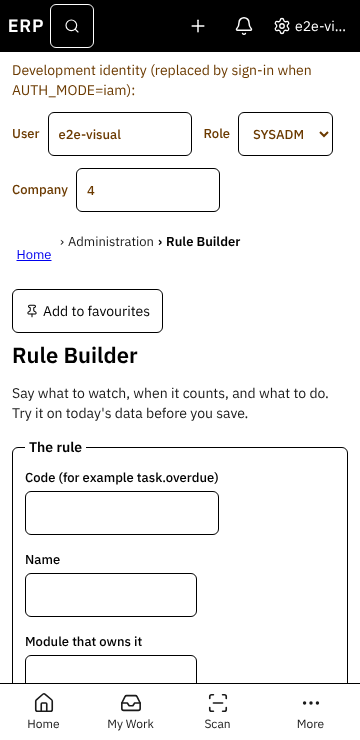 ERP
e2e-vi...
Development identity (replaced by sign-in when
AUTH_MODE=iam):
User e2e-visual Role SYSADM
Company 4
Home › Administration › Rule Builder
Add to favourites
Rule Builder
Say what to watch, when it counts, and what to do.
Try it on today's data before you save.
The rule
Code (for example task.overdue)
Name
Module that owns it
Home My Work Scan More